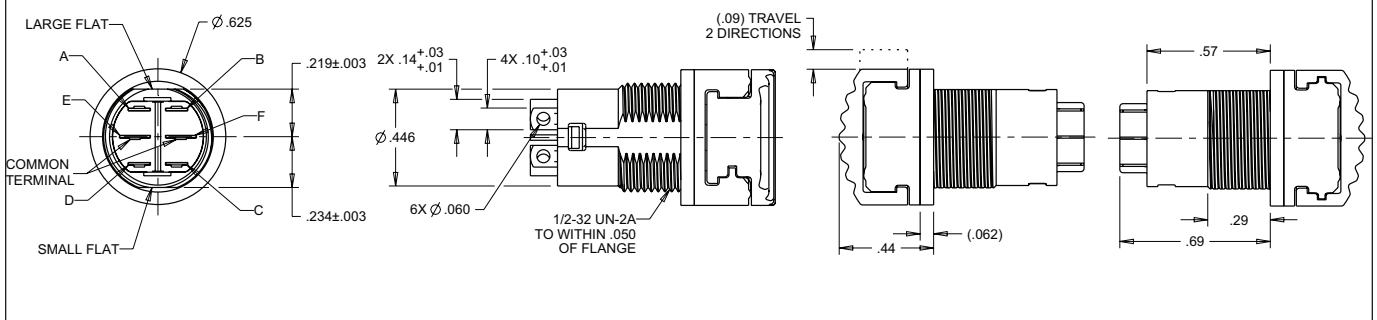 LARGE FLAT
Ø.625
A
B
.219±.003
E
F
COMMON
TERMINAL
D
C
.234±.003
SMALL FLAT
2X .14 +.03
+.01
4X .10 +.03
+.01
Ø.446
6X Ø.060
1/2-32 UN-2A
TO WITHIN .050
OF FLANGE
(.09) TRAVEL
2 DIRECTIONS
(.062)
.44
.57
.29
.69